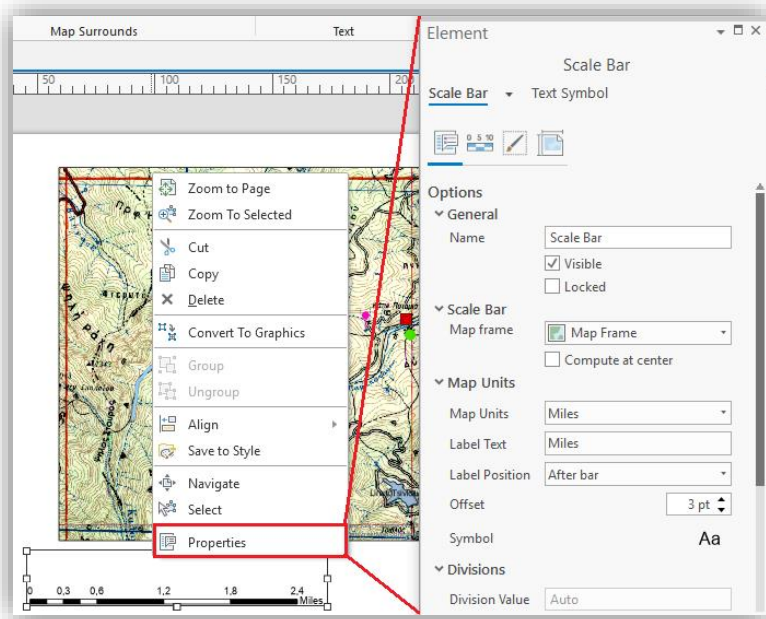 Map Surrounds
Text
50 100 150 200
Zoom to Page
Zoom To Selected
Cut
Copy
Delete
Convert To Graphics
Group
Ungroup
Align
Save to Style
Navigate
Select
Properties
0 0,3 0,6 1,2 1,8 2,4
Miles
Element
Scale Bar
Scale Bar Text Symbol
0 5 10
Options
General
Name Scale Bar
Visible
Locked
Scale Bar
Map frame Map Frame
Compute at center
Map Units
Map Units Miles
Label Text Miles
Label Position After bar
Offset 3 pt
Symbol Aa
Divisions
Division Value Auto